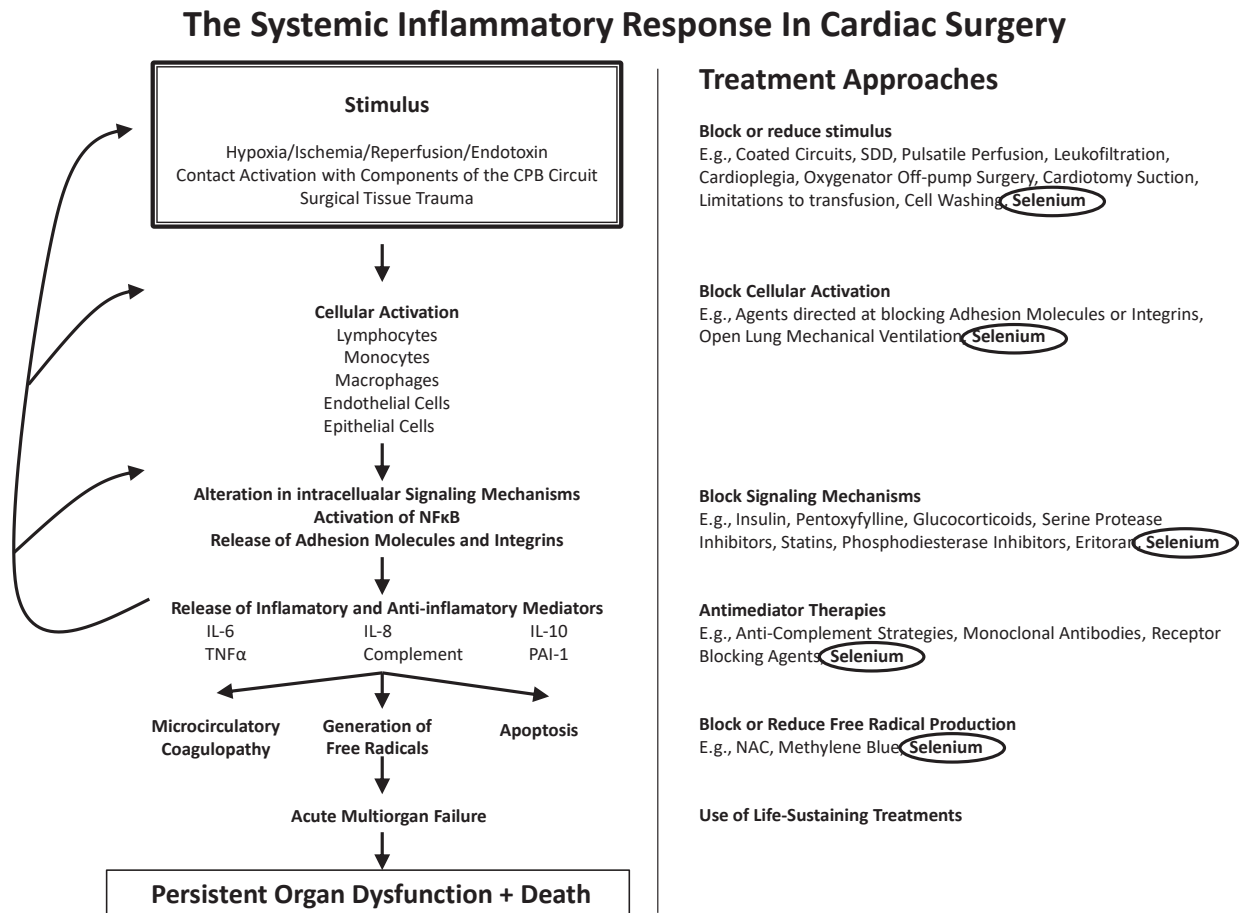 The Systemic Inflammatory Response In Cardiac Surgery
Stimulus
Hypoxia/Ischemia/Reperfusion/Endotoxin
Contact Activation with Components of the CPB Circuit
Surgical Tissue Trauma
Cellular Activation
Lymphocytes
Monocytes
Macrophages
Endothelial Cells
Epithelial Cells
Alteration in intracellualar Signaling Mechanisms
Activation of NFκB
Release of Adhesion Molecules and Integrins
Release of Inflamatory and Anti-inflamatory Mediators
IL-6 IL-8 IL-10
TNFα Complement PAI-1
Microcirculatory
Coagulopathy
Generation of
Free Radicals
Apoptosis
Acute Multiorgan Failure
Persistent Organ Dysfunction + Death
Treatment Approaches
Block or reduce stimulus
E.g., Coated Circuits, SDD, Pulsatile Perfusion, Leukofiltration,
Cardioplegia, Oxygenator Off-pump Surgery, Cardiotomy Suction,
Limitations to transfusion, Cell Washing, Selenium
Block Cellular Activation
E.g., Agents directed at blocking Adhesion Molecules or Integrins,
Open Lung Mechanical Ventilation, Selenium
Block Signaling Mechanisms
E.g., Insulin, Pentoxyfylline, Glucocorticoids, Serine Protease
Inhibitors, Statins, Phosphodiesterase Inhibitors, Eritoran, Selenium
Antimediator Therapies
E.g., Anti-Complement Strategies, Monoclonal Antibodies, Receptor
Blocking Agents, Selenium
Block or Reduce Free Radical Production
E.g., NAC, Methylene Blue, Selenium
Use of Life-Sustaining Treatments